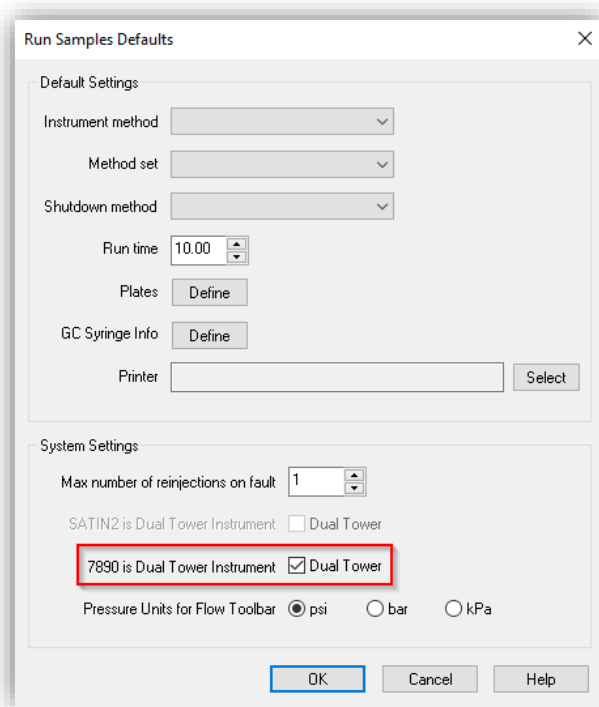 Run Samples Defaults
Default Settings
Instrument method
Method set
Shutdown method
Run time 10.00
Plates Define
GC Syringe Info Define
Printer Select
System Settings
Max number of reinjections on fault 1
SATIN2 is Dual Tower Instrument Dual Tower
7890 is Dual Tower Instrument Dual Tower
Pressure Units for Flow Toolbar psi bar kPa
OK Cancel Help